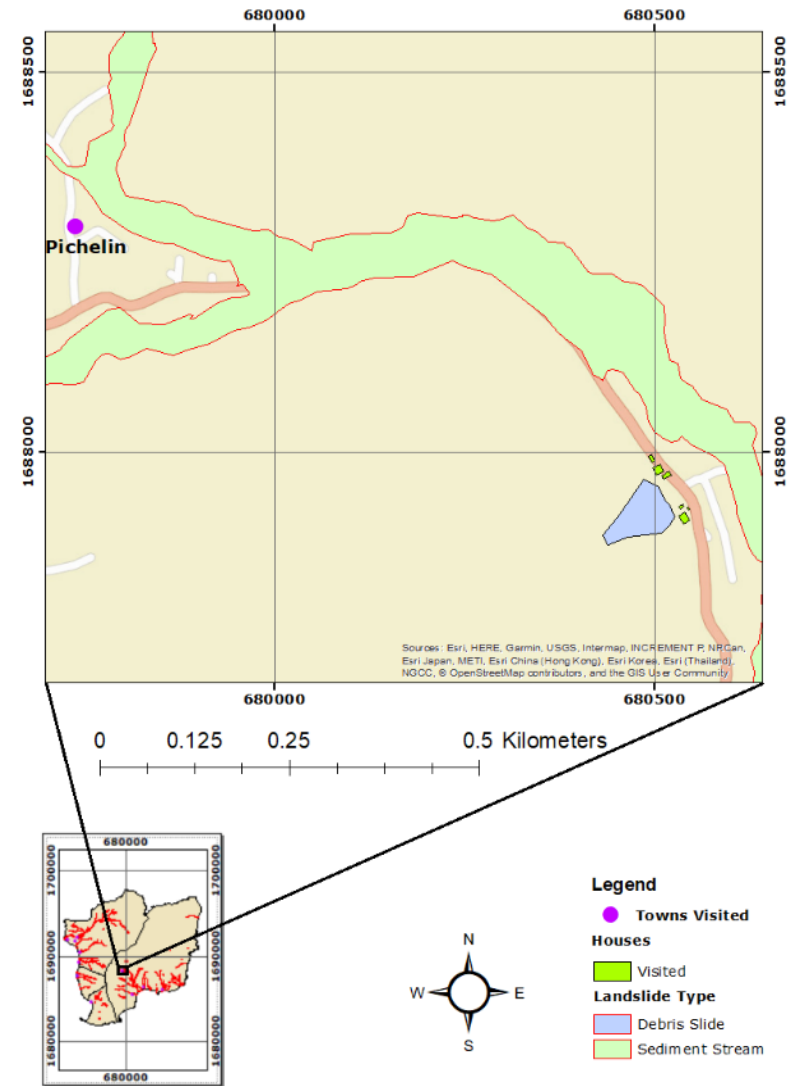 680000 680500
1688500 1688500
Pichelin
1688000 1688000
Sources: Esri, HERE, Garmin, USGS, Intermap, INCREMENT P, NRCan,
Esri Japan, METI, Esri China (Hong Kong), Esri Korea, Esri (Thailand),
NGCC, © OpenStreetMap contributors, and the GIS User Community
680000 680500
0 0.125 0.25 0.5 Kilometers
680000
1700000 1700000
1690000 1690000
1680000 1680000
680000
N
W E
S
Legend
Towns Visited
Houses
Visited
Landslide Type
Debris Slide
Sediment Stream